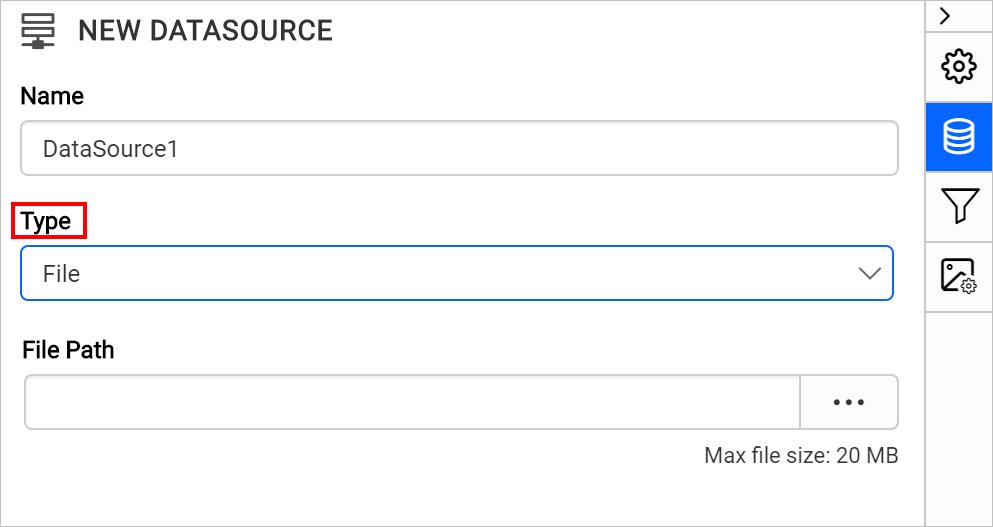 NEW DATASOURCE
Name
DataSource1
Type
File
File Path
...
Max file size: 20 MB